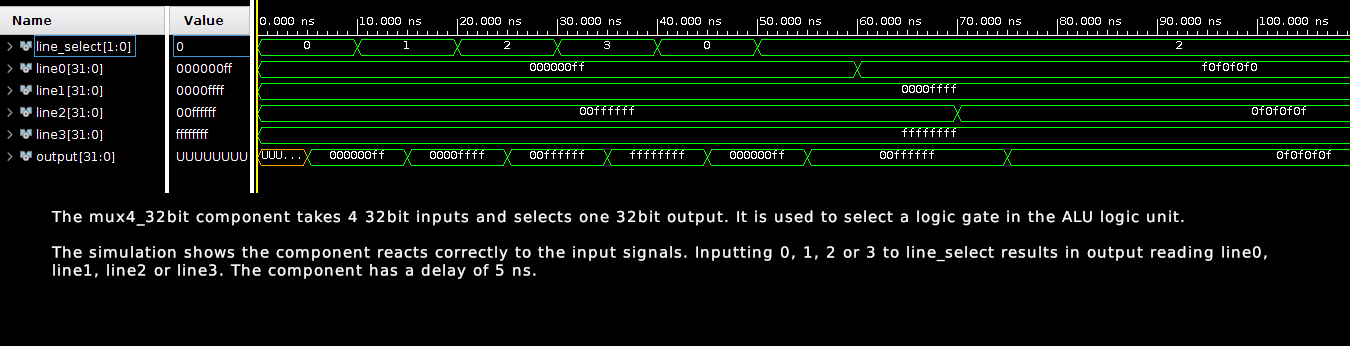 Name Value 0.000 ns 10.000 ns 20.000 ns 30.000 ns 40.000 ns 50.000 ns 60.000 ns 70.000 ns 80.000 ns 90.000 ns 100.000 ns
line_select[1:0] 0 0 1 2 3 0 2
line0[31:0] 000000ff 000000ff f0f0f0f0
line1[31:0] 0000ffff 0000ffff
line2[31:0] 00ffffff 00ffffff 0f0f0f0f
line3[31:0] ffffffff ffffffff
output[31:0] UUUUUUUU UUU... 000000ff 0000ffff 00ffffff ffffffff 000000ff 00ffffff 0f0f0f0f
The mux4_32bit component takes 4 32bit inputs and selects one 32bit output. It is used to select a logic gate in the ALU logic unit.
The simulation shows the component reacts correctly to the input signals. Inputting 0, 1, 2 or 3 to line_select results in output reading line0,
line1, line2 or line3. The component has a delay of 5 ns.